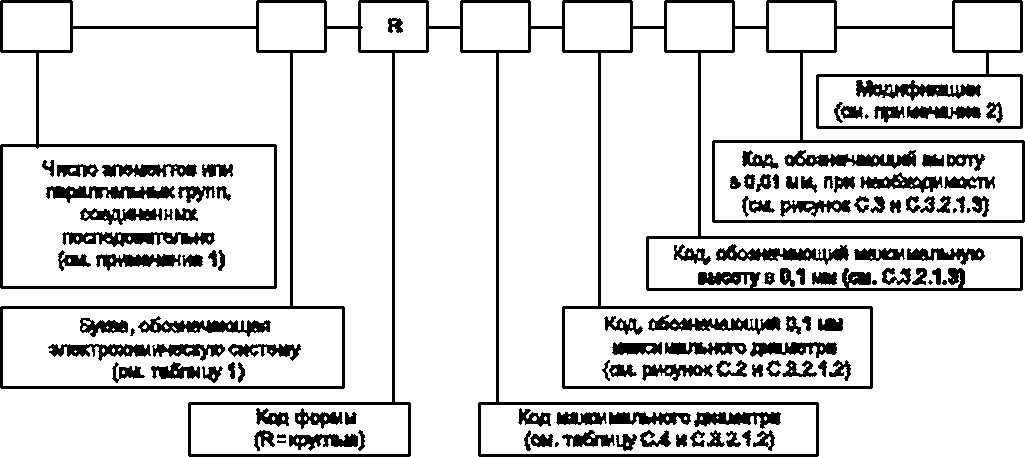 R
Модификации
(см. примечание 2)
Число элементов или
параллельных групп,
соединенных
последовательно
(см. примечание 1)
Код, обозначающий высоту
в 0,01 мм, при необходимости
(см. рисунок С.3 и С.3.2.1.3)
Код, обозначающий максимальную
высоту в 0,1 мм (см. С.3.2.1.3)
Буква, обозначающая
электрохимическую систему
(см. таблицу 1)
Код, обозначающий 0,1 мм
максимального диаметра
(см. рисунок С.2 и С.3.2.1.2)
Код формы
(R=круглые)
Код максимального диаметра
(см. таблицу С.4 и С.3.2.1.2)